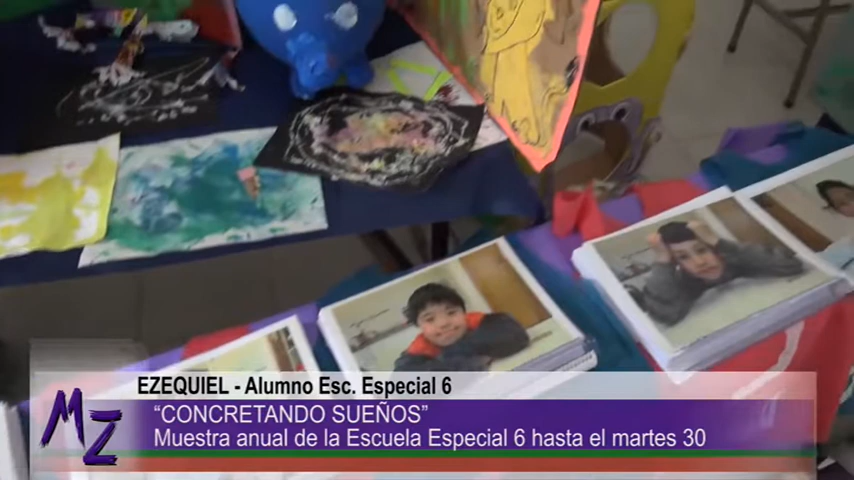 EZEQUIEL - Alumno Esc. Especial 6
“CONCRETANDO SUEÑOS”
Muestra anual de la Escuela Especial 6 hasta el martes 30
MZ